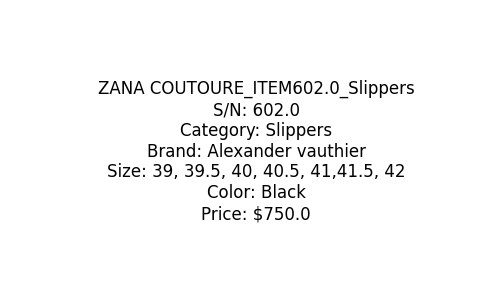 ZANA COUTOURE_ITEM602.0_Slippers
S/N: 602.0
Category: Slippers
Brand: Alexander vauthier
Size: 39, 39.5, 40, 40.5, 41,41.5, 42
Color: Black
Price: $750.0